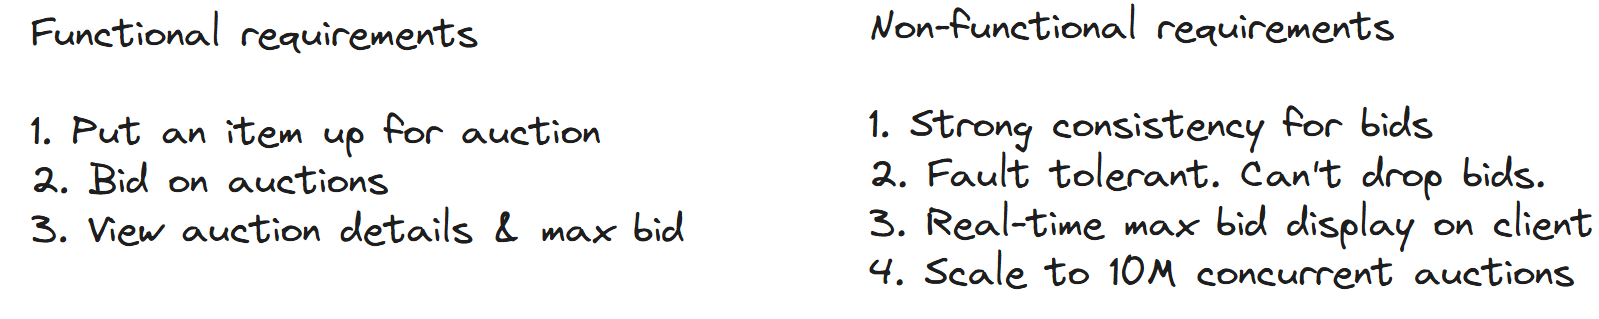 Functional requirements
1. Put an item up for auction
2. Bid on auctions
3. View auction details & max bid
Non-functional requirements
1. Strong consistency for bids
2. Fault tolerant. Can't drop bids.
3. Real-time max bid display on client
4. Scale to 10M concurrent auctions